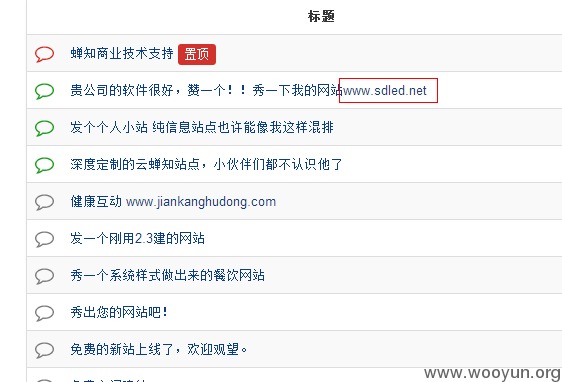 标题
蝉知商业技术支持 置顶
贵公司的软件很好，赞一个！！秀一下我的网站www.sdled.net
发个个人小站 纯信息站点也许能像我这样混排
深度定制的云蝉知站点，小伙伴们都不认识他了
健康互动 www.jiankanghudong.com
发一个刚用2.3建的网站
秀一个系统样式做出来的餐饮网站
秀出您的网站吧！
免费的新站上线了，欢迎观望。
www.wooyun.org